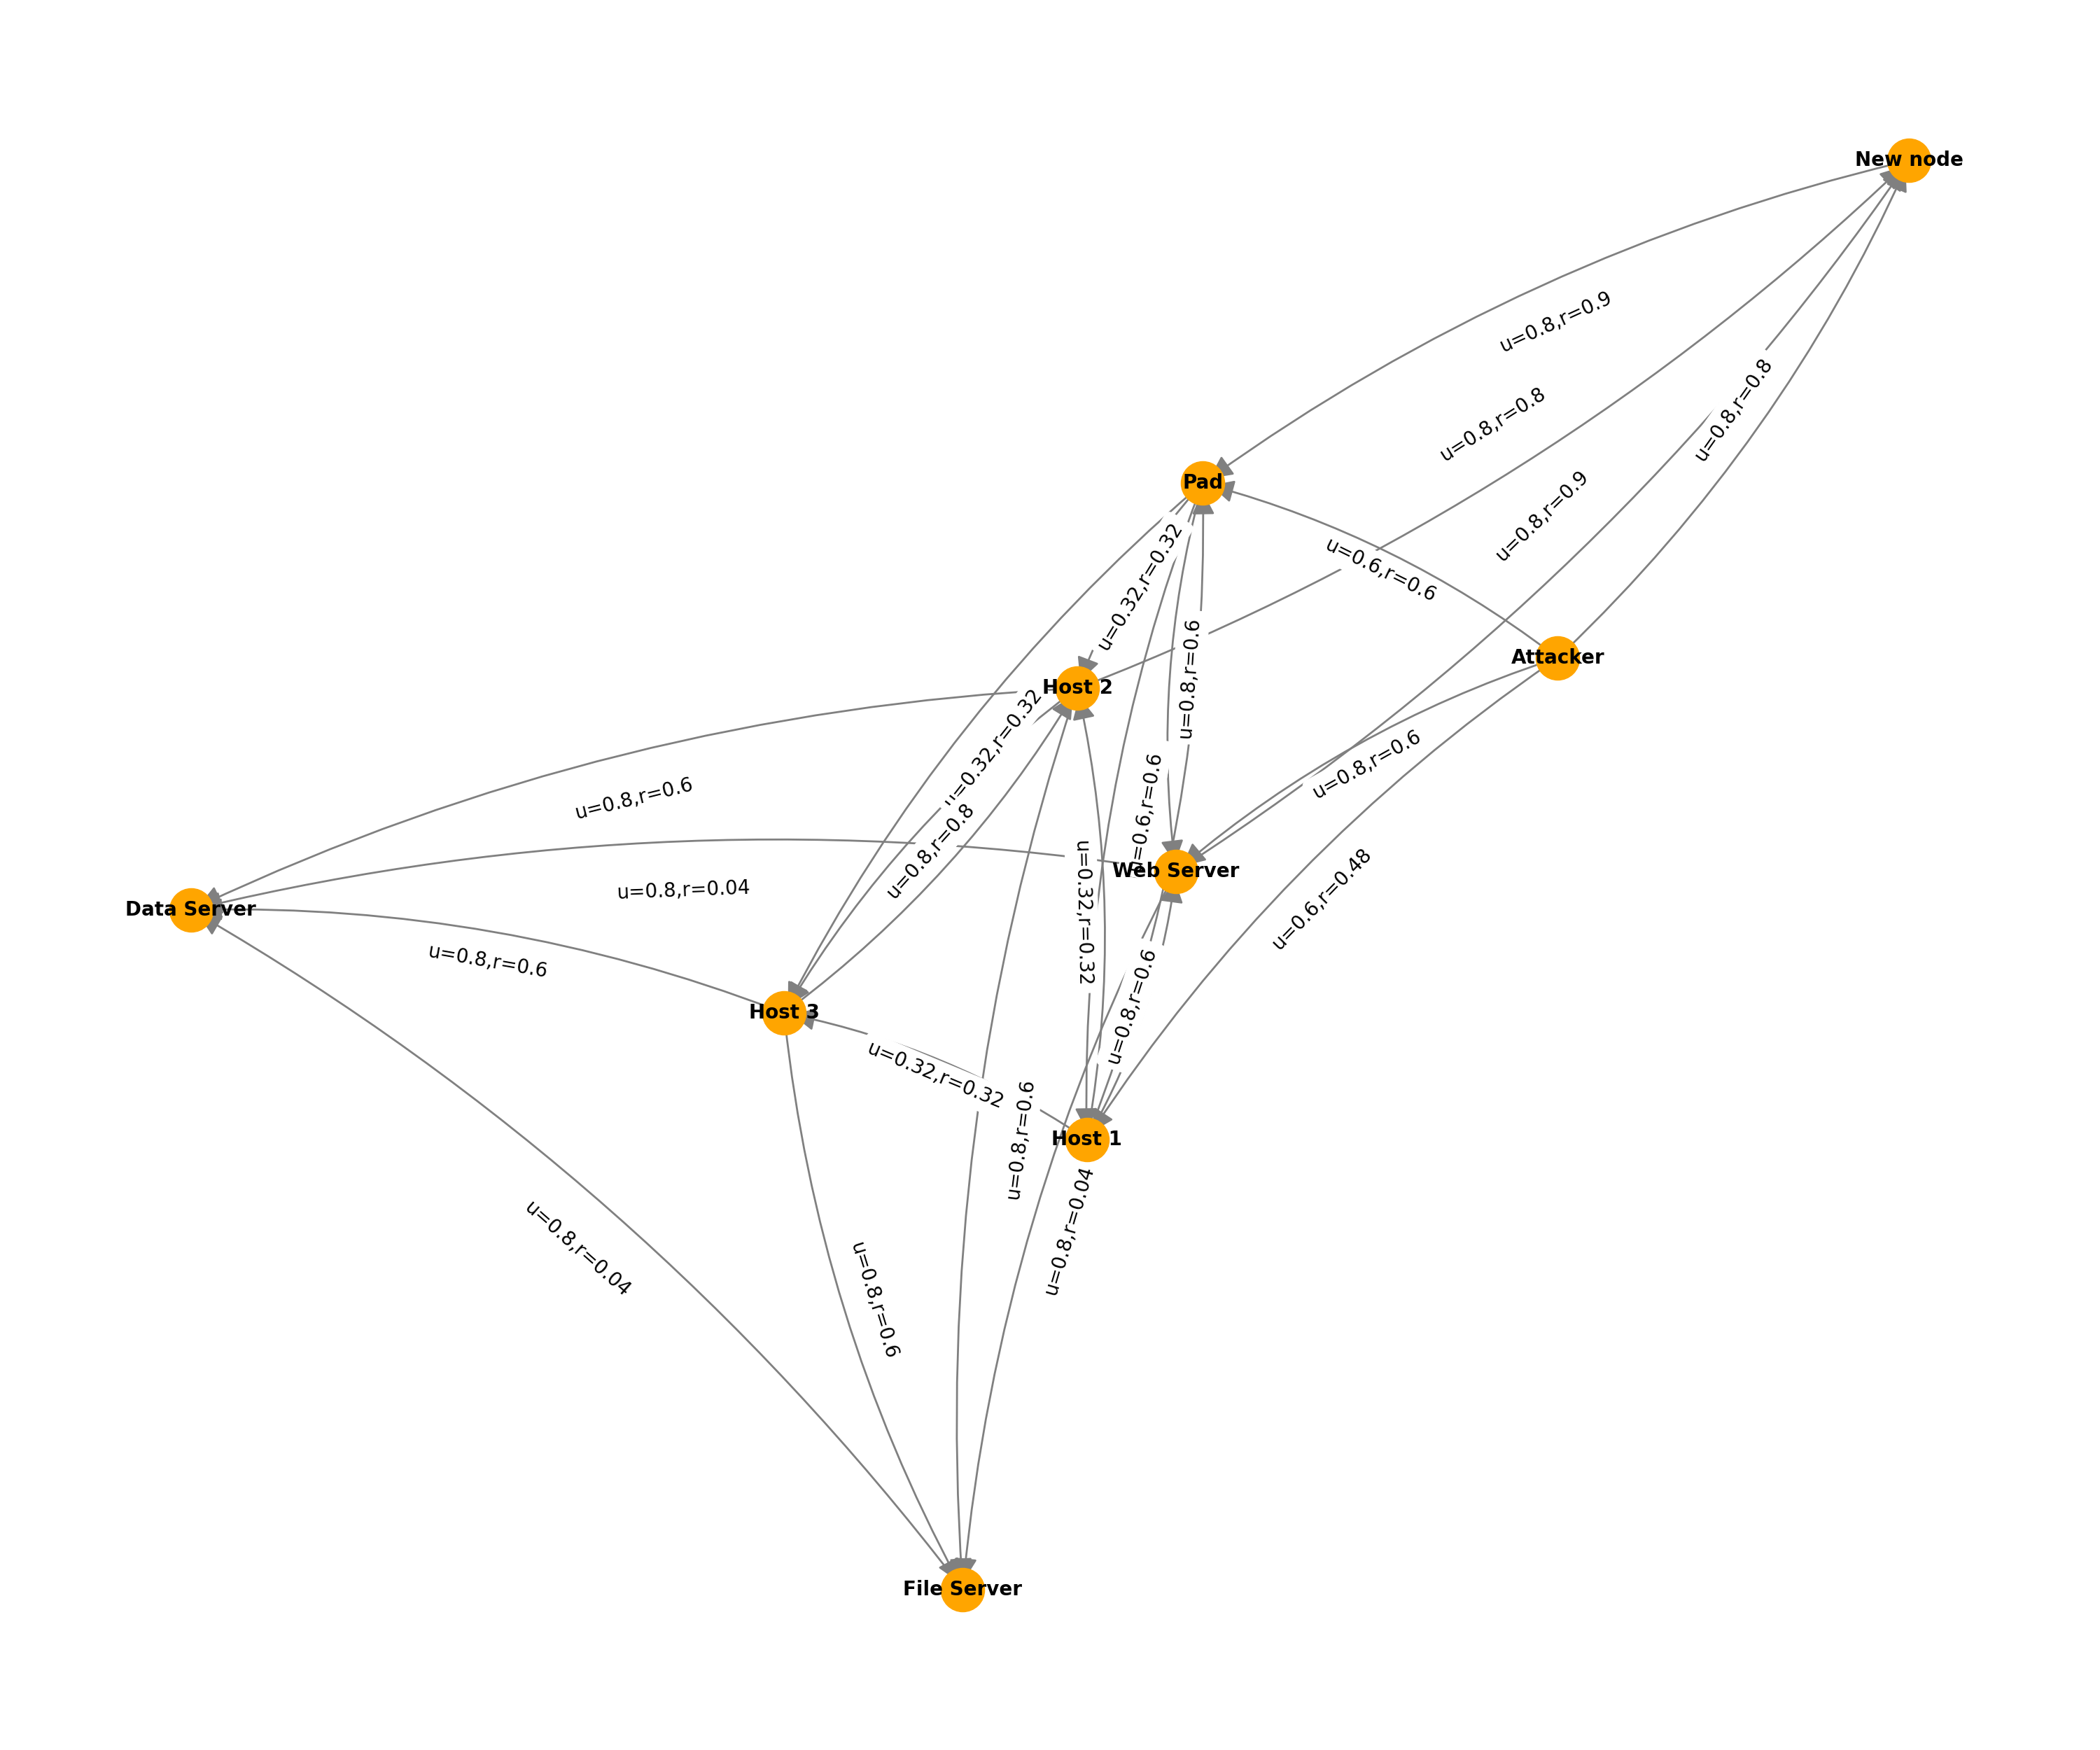 New node
u=0.8,r=0.9
u=0.8,r=0.8
u=0.8,r=0.8
Pad
u=0.8,r=0.9
u=0.6,r=0.6
u=0.32,r=0.32
Attacker
u=0.8,r=0.6
Host 2
u=0.32,r=0.32
u=0.8,r=0.6
u=0.8,r=0.6
u=0.6,r=0.6
u=0.8,r=0.8
Web Server
u=0.8,r=0.04
u=0.6,r=0.48
u=0.32,r=0.32
Data Server
u=0.8,r=0.6
u=0.8,r=0.6
Host 3
u=0.32,r=0.32
Host 1
u=0.8,r=0.6
u=0.8,r=0.04
u=0.8,r=0.04
u=0.8,r=0.6
File Server